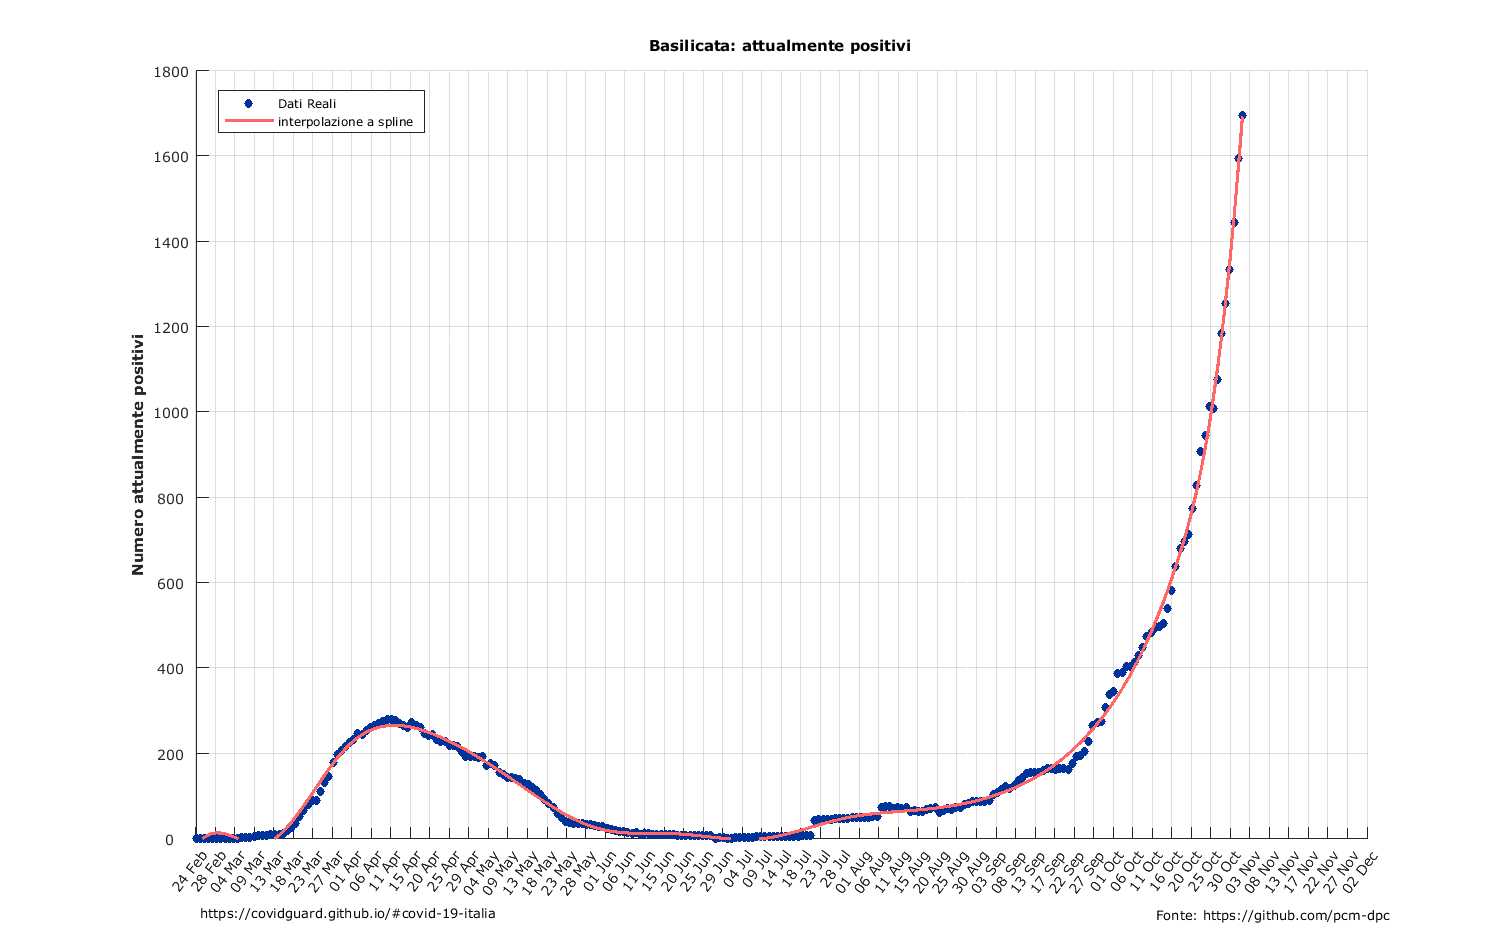 Basilicata: attualmente positivi
Numero attualmente positivi
1800
1600
1400
1200
1000
800
600
400
200
0
Dati Reali
interpolazione a spline
24 Feb
28 Feb
04 Mar
09 Mar
13 Mar
18 Mar
23 Mar
27 Mar
01 Apr
06 Apr
11 Apr
15 Apr
20 Apr
25 Apr
29 Apr
04 May
09 May
13 May
18 May
23 May
28 May
01 Jun
06 Jun
11 Jun
15 Jun
20 Jun
25 Jun
29 Jun
04 Jul
09 Jul
14 Jul
18 Jul
23 Jul
28 Jul
01 Aug
06 Aug
11 Aug
15 Aug
20 Aug
25 Aug
30 Aug
03 Sep
08 Sep
13 Sep
17 Sep
22 Sep
27 Sep
01 Oct
06 Oct
11 Oct
16 Oct
20 Oct
25 Oct
30 Oct
03 Nov
08 Nov
13 Nov
17 Nov
22 Nov
27 Nov
02 Dec
https://covidguard.github.io/#covid-19-italia
Fonte: https://github.com/pcm-dpc